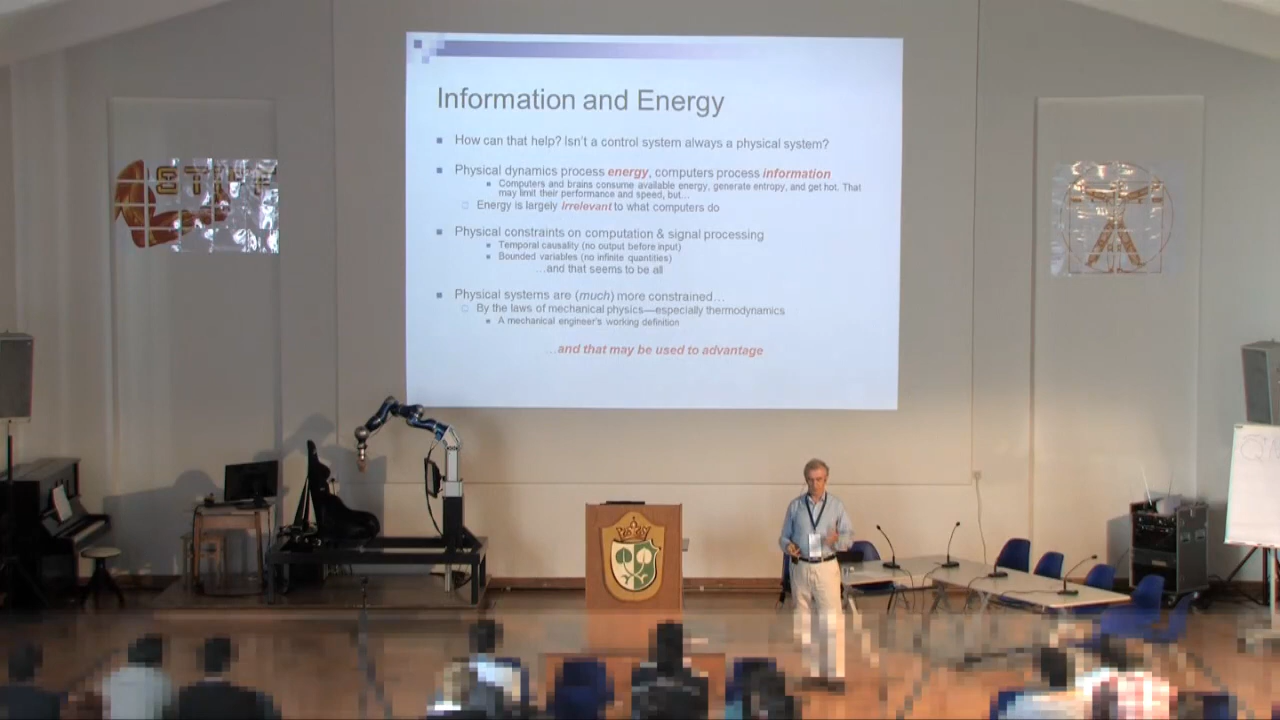 Information and Energy
How can that help? Isn't a control system always a physical system?
Physical dynamics process energy, computers process information
Computers and brains consume available energy, generate entropy, and get hot. That
may limit their performance and speed, but...
Energy is largely irrelevant to what computers do
Physical constraints on computation & signal processing
Temporal causality (no output before input)
Bounded variables (no infinite quantities)
...and that seems to be all
Physical systems are (much) more constrained...
By the laws of mechanical physics—especially thermodynamics
A mechanical engineer's working definition
...and that may be used to advantage